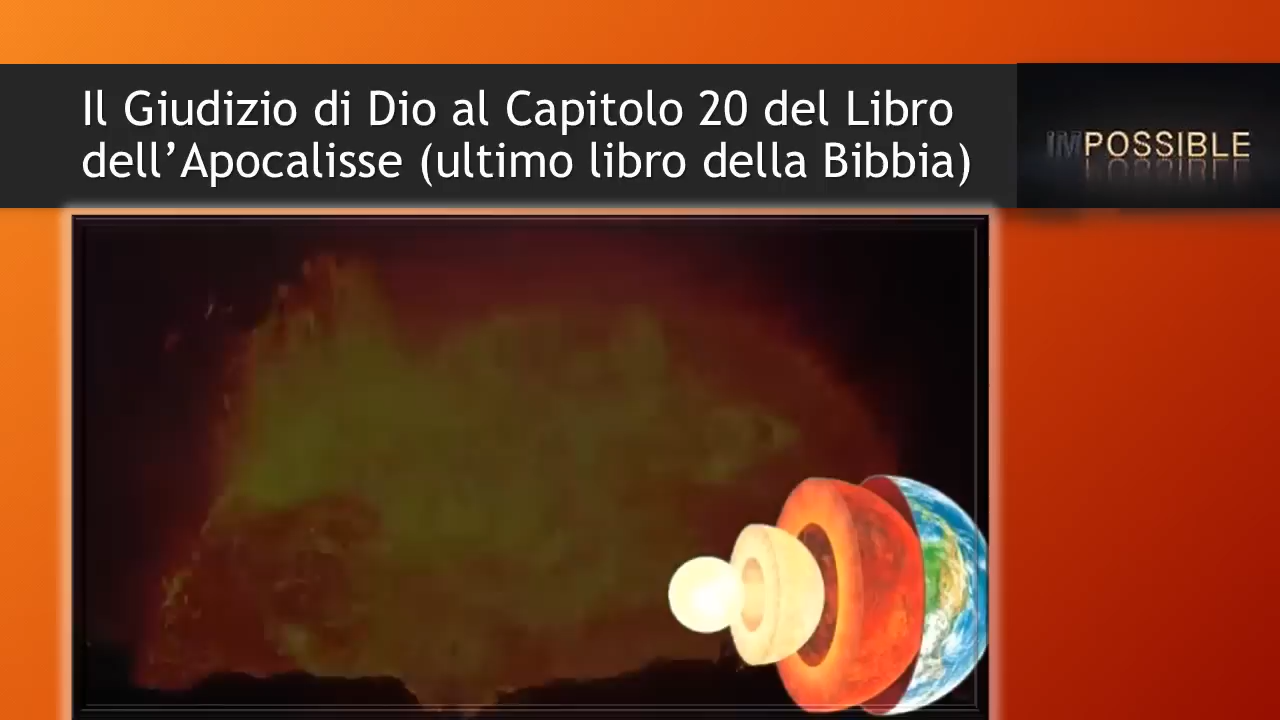 Il Giudizio di Dio al Capitolo 20 del Libro
dell’Apocalisse (ultimo libro della Bibbia)
IMPOSSIBLE